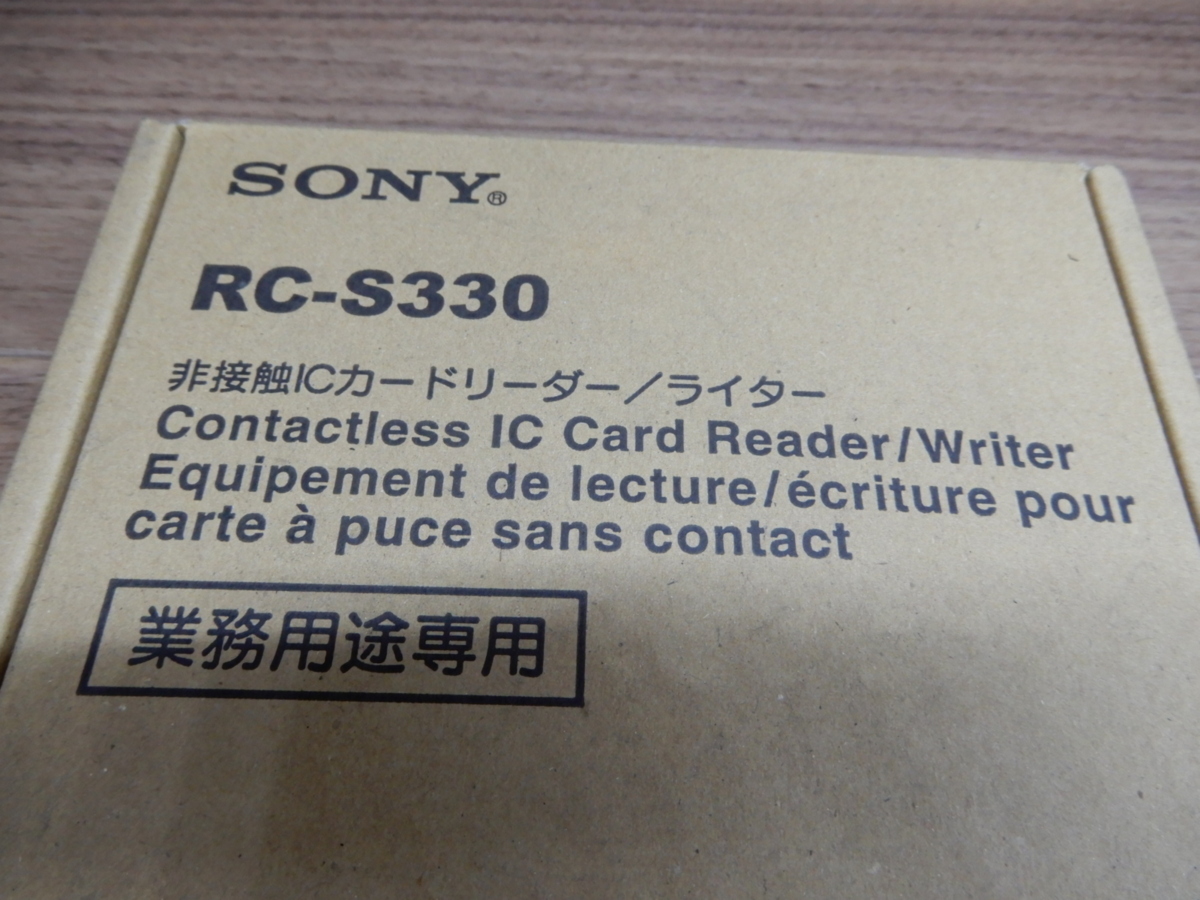 SONY®
RC-S330
非接触ICカードリーダー／ライター
Contactless IC Card Reader/Writer
Equipement de lecture/écriture pour
carte à puce sans contact
業務用途専用